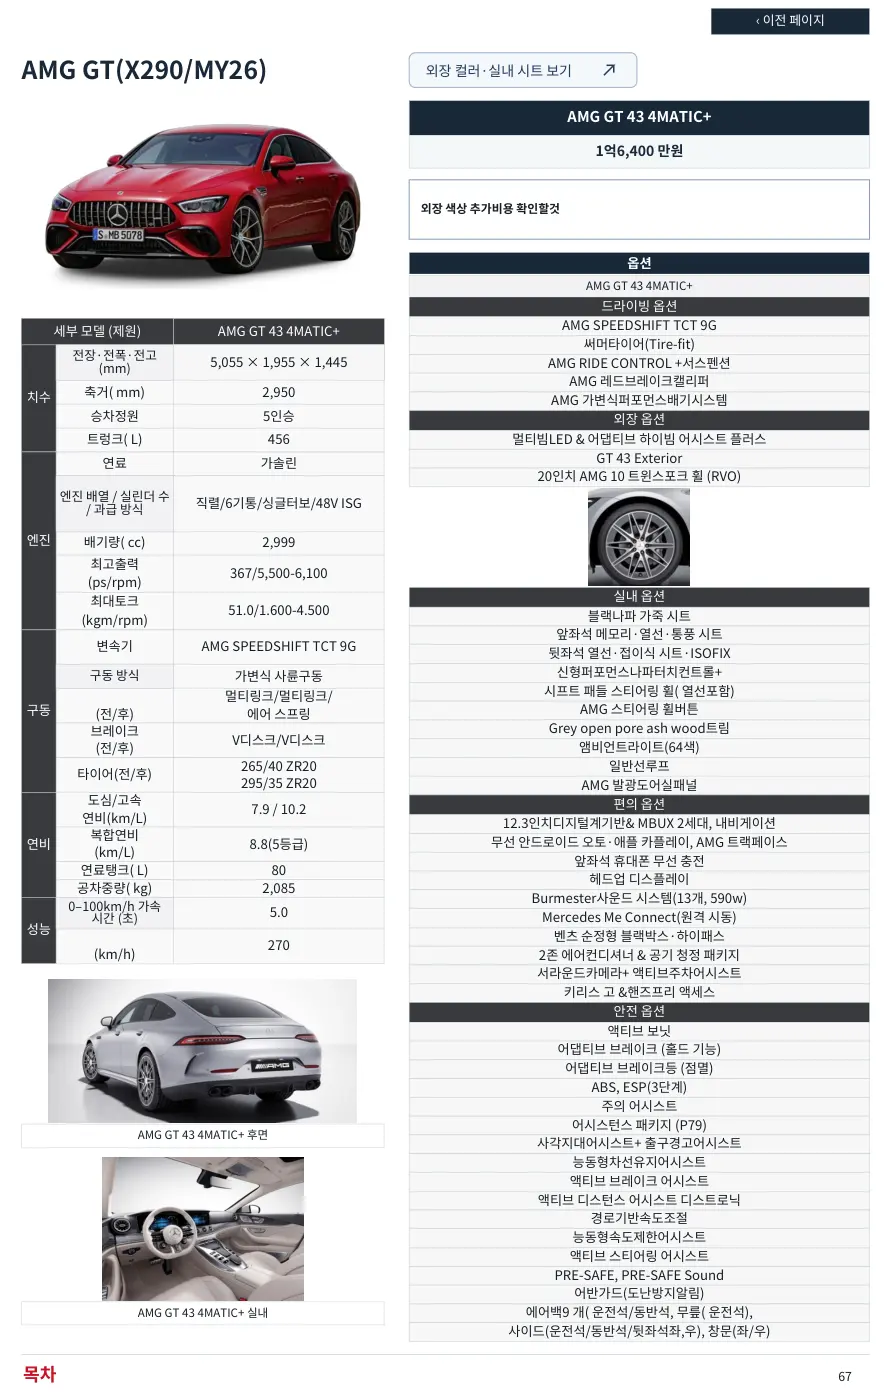 ‹ 이전 페이지
AMG GT(X290/MY26)
외장 컬러·실내 시트 보기
AMG GT 43 4MATIC+
1억6,400 만원
외장 색상 추가비용 확인할것
S MB 5078
세부 모델 (제원)
AMG GT 43 4MATIC+
치수
전장·전폭·전고
(mm)
5,055 × 1,955 × 1,445
축거( mm)
2,950
승차정원
5인승
트렁크( L)
456
엔진
연료
가솔린
엔진 배열 / 실린더 수
/ 과급 방식
직렬/6기통/싱글터보/48V ISG
배기량( cc)
2,999
최고출력
(ps/rpm)
367/5,500-6,100
최대토크
(kgm/rpm)
51.0/1.600-4.500
구동
변속기
AMG SPEEDSHIFT TCT 9G
구동 방식
가변식 사륜구동
(전/후)
멀티링크/멀티링크/
에어 스프링
브레이크
(전/후)
V디스크/V디스크
타이어(전/후)
265/40 ZR20
295/35 ZR20
연비
도심/고속
연비(km/L)
7.9 / 10.2
복합연비
(km/L)
8.8(5등급)
연료탱크( L)
80
공차중량( kg)
2,085
성능
0–100km/h 가속
시간 (초)
5.0
(km/h)
270
AMG
AMG GT 43 4MATIC+ 후면
AMG GT 43 4MATIC+ 실내
옵션
AMG GT 43 4MATIC+
드라이빙 옵션
AMG SPEEDSHIFT TCT 9G
써머타이어(Tire-fit)
AMG RIDE CONTROL +서스펜션
AMG 레드브레이크캘리퍼
AMG 가변식퍼포먼스배기시스템
외장 옵션
멀티빔LED & 어댑티브 하이빔 어시스트 플러스
GT 43 Exterior
20인치 AMG 10 트윈스포크 휠 (RVO)
실내 옵션
블랙나파 가죽 시트
앞좌석 메모리·열선·통풍 시트
뒷좌석 열선·접이식 시트·ISOFIX
신형퍼포먼스나파터치컨트롤+
시프트 패들 스티어링 휠( 열선포함)
AMG 스티어링 휠버튼
Grey open pore ash wood트림
앰비언트라이트(64색)
일반선루프
AMG 발광도어실패널
편의 옵션
12.3인치디지털계기반& MBUX 2세대, 내비게이션
무선 안드로이드 오토·애플 카플레이, AMG 트랙페이스
앞좌석 휴대폰 무선 충전
헤드업 디스플레이
Burmester사운드 시스템(13개, 590w)
Mercedes Me Connect(원격 시동)
벤츠 순정형 블랙박스·하이패스
2존 에어컨디셔너 & 공기 청정 패키지
서라운드카메라+ 액티브주차어시스트
키리스 고 &핸즈프리 액세스
안전 옵션
액티브 보닛
어댑티브 브레이크 (홀드 기능)
어댑티브 브레이크등 (점멸)
ABS, ESP(3단계)
주의 어시스트
어시스턴스 패키지 (P79)
사각지대어시스트+ 출구경고어시스트
능동형차선유지어시스트
액티브 브레이크 어시스트
액티브 디스턴스 어시스트 디스트로닉
경로기반속도조절
능동형속도제한어시스트
액티브 스티어링 어시스트
PRE-SAFE, PRE-SAFE Sound
어반가드(도난방지알림)
에어백9 개( 운전석/동반석, 무릎( 운전석),
사이드(운전석/동반석/뒷좌석좌,우), 창문(좌/우)
목차
67